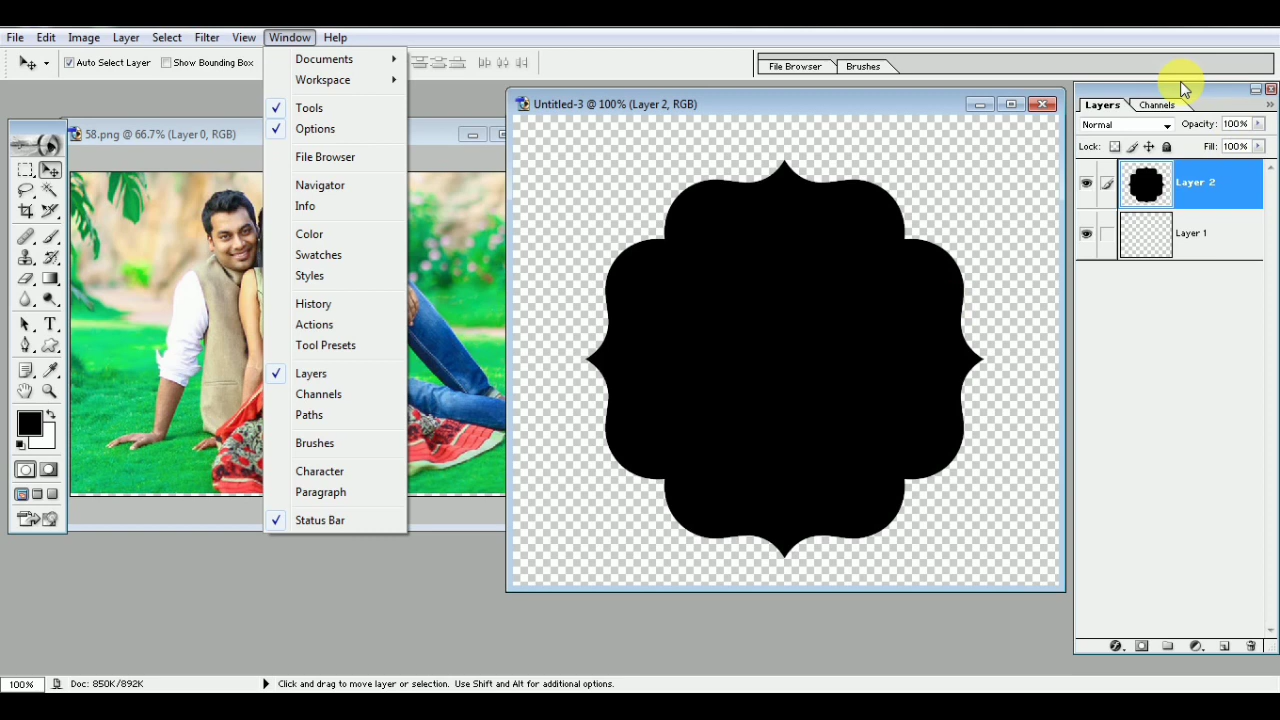 File Edit Image Layer Select Filter View Window Help
Auto Select Layer Show Bounding Box
File Browser Brushes
58.png @ 66.7% (Layer 0, RGB)
Documents
Workspace
Tools
Options
File Browser
Navigator
Info
Color
Swatches
Styles
History
Actions
Tool Presets
Layers
Channels
Paths
Brushes
Character
Paragraph
Status Bar
Untitled-3 @ 100% (Layer 2, RGB)
Layers Channels
Normal Opacity: 100%
Lock: Fill: 100%
Layer 2
Layer 1
100% Doc: 850K/892K Click and drag to move layer or selection. Use Shift and Alt for additional options.